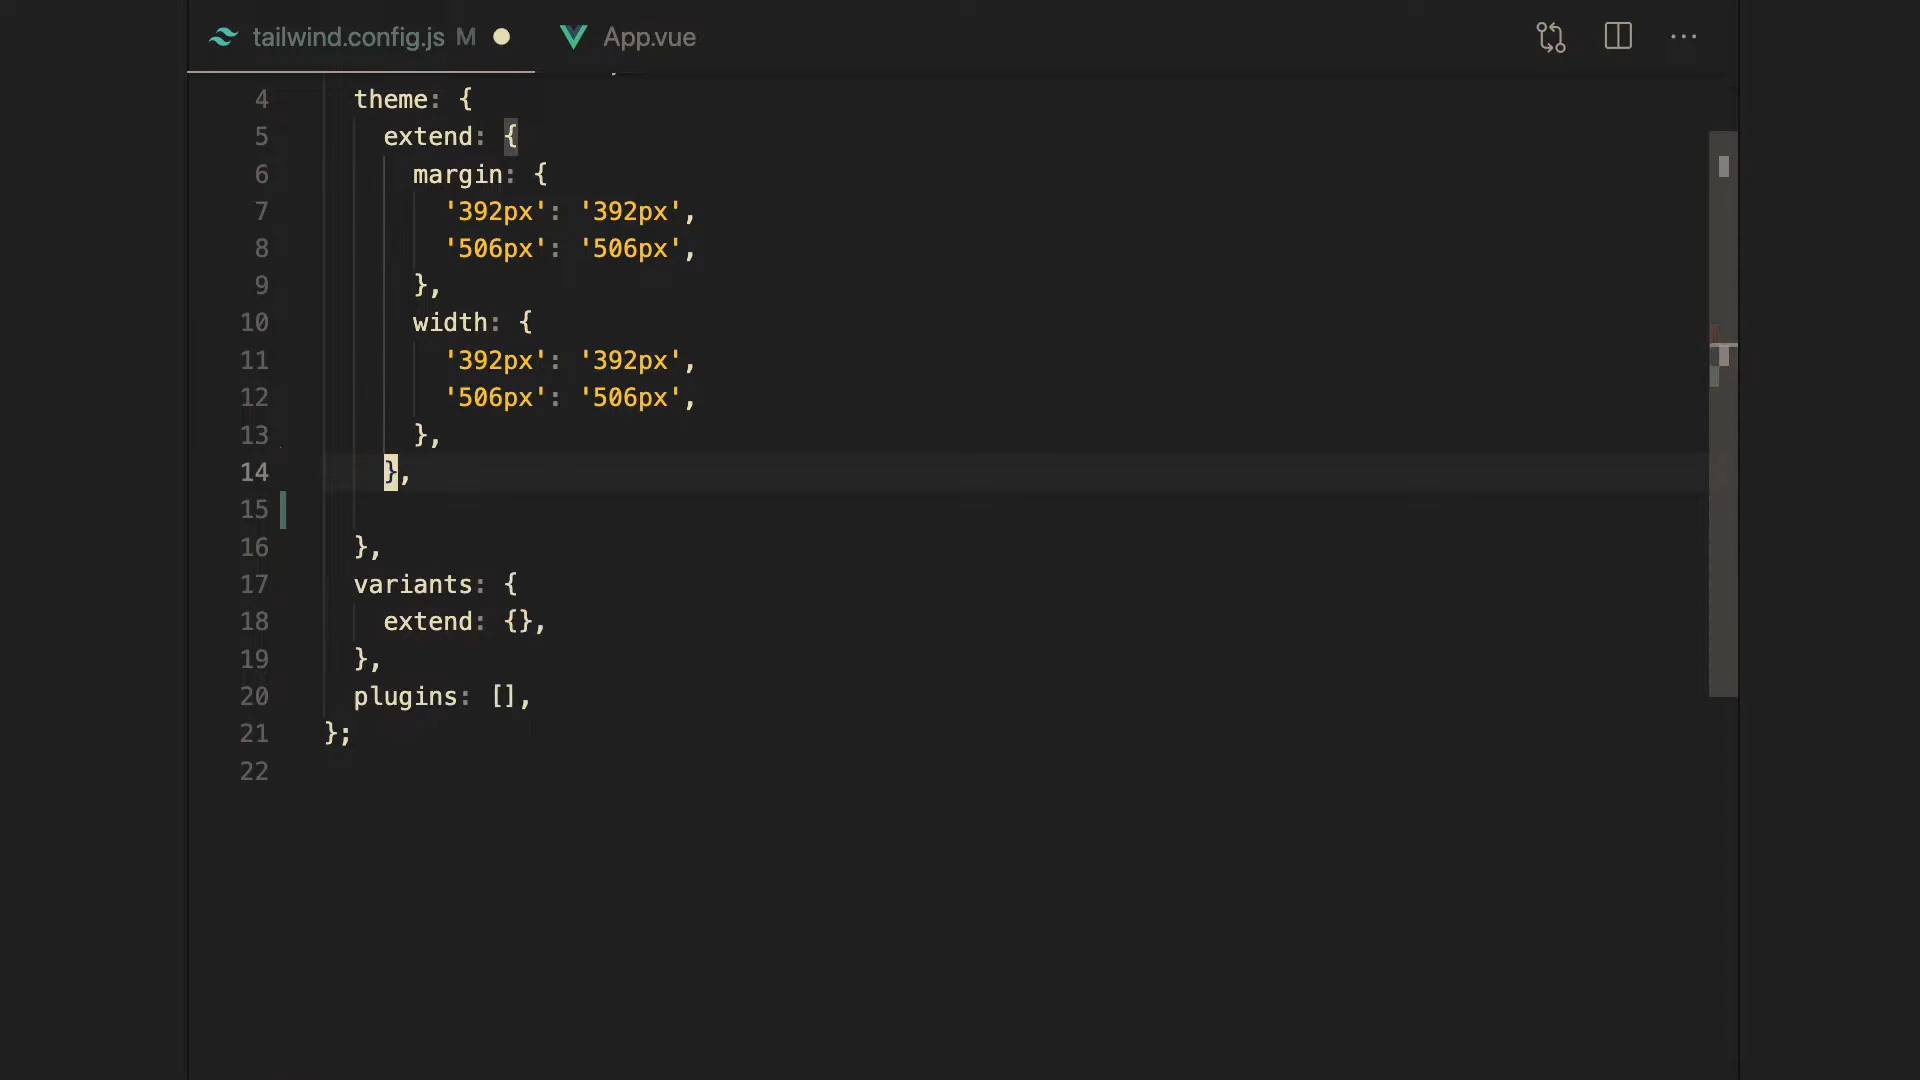 tailwind.config.js M
App.vue
4 theme: {
5 extend: {
6 margin: {
7 '392px': '392px',
8 '506px': '506px',
9 },
10 width: {
11 '392px': '392px',
12 '506px': '506px',
13 },
14 },
15
16 },
17 variants: {
18 extend: {},
19 },
20 plugins: [],
21 };
22